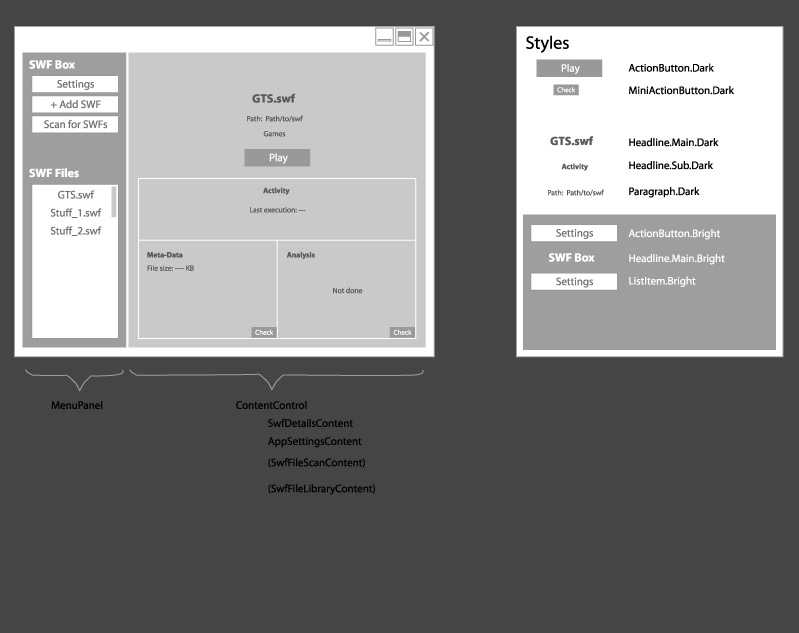 SWF Box
Settings
+ Add SWF
Scan for SWFs
SWF Files
GTS.swf
Stuff_1.swf
Stuff_2.swf
GTS.swf
Path: Path/to/swf
Games
Play
Activity
Last execution: ---
Meta-Data
File size: --- KB
Check
Analysis
Not done
Check
MenuPanel
ContentControl
SwfDetailsContent
AppSettingsContent
(SwfFileScanContent)
(SwfFileLibraryContent)
Styles
Play ActionButton.Dark
Check MiniActionButton.Dark
GTS.swf Headline.Main.Dark
Activity Headline.Sub.Dark
Path: Path/to/swf Paragraph.Dark
Settings ActionButton.Bright
SWF Box Headline.Main.Bright
Settings ListItem.Bright